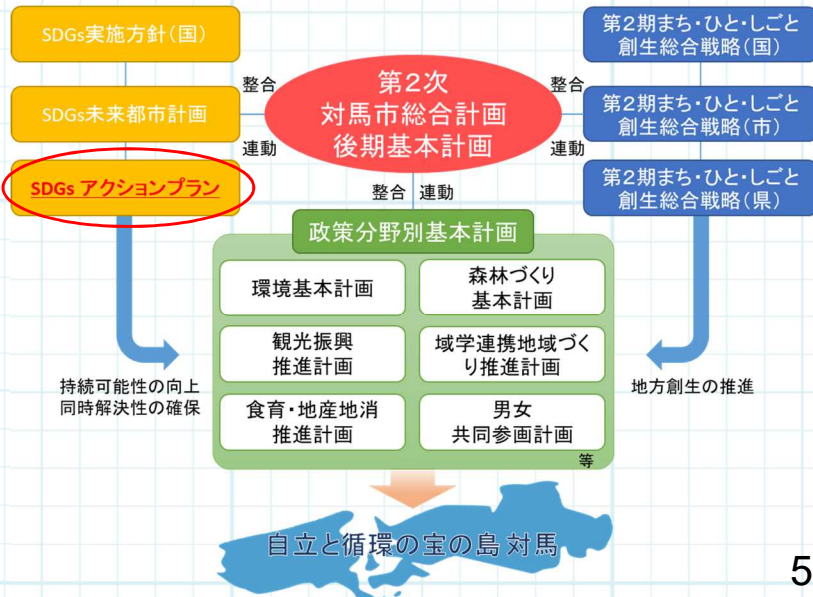 SDGs実施方針(国)
SDGs未来都市計画
SDGs アクションプラン
整合
連動
第2次
対馬市総合計画
後期基本計画
整合
連動
第2期まち・ひと・しごと
創生総合戦略(国)
第2期まち・ひと・しごと
創生総合戦略(市)
第2期まち・ひと・しごと
創生総合戦略(県)
整合 連動
政策分野別基本計画
環境基本計画
森林づくり
基本計画
観光振興
推進計画
域学連携地域づく
り推進計画
食育・地産地消
推進計画
男女
共同参画計画
等
持続可能性の向上
同時解決性の確保
地方創生の推進
自立と循環の宝の島 対馬
5